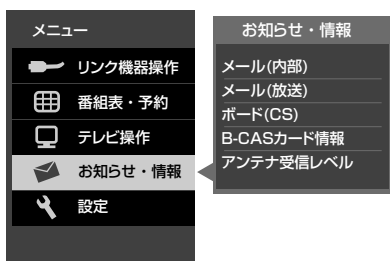 メニュー
リンク機器操作
番組表・予約
テレビ操作
お知らせ・情報
設定
お知らせ・情報
メール(内部)
メール(放送)
ボード(CS)
B-CASカード情報
アンテナ受信レベル